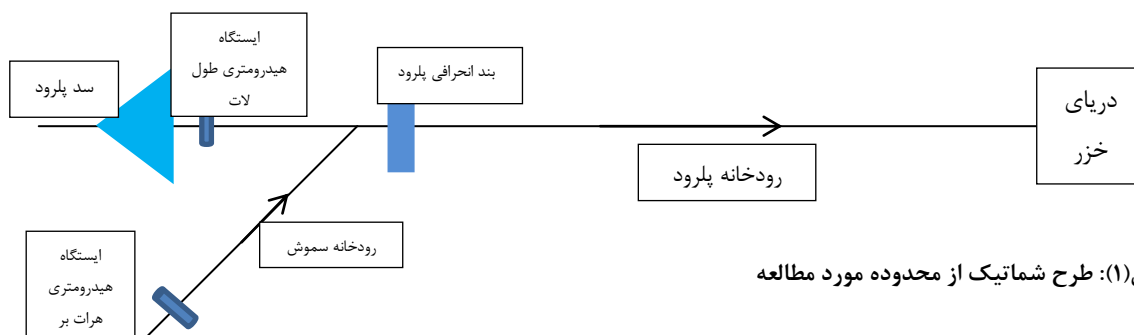 ایستگاه
هیدرومتری طول
لات
سد پلرود
بند انحرافی پلرود
دریای
خزر
رودخانه پلرود
رودخانه سموش
ایستگاه
هیدرومتری
هرات بر
(۱): طرح شماتیک از محدوده مورد مطالعه